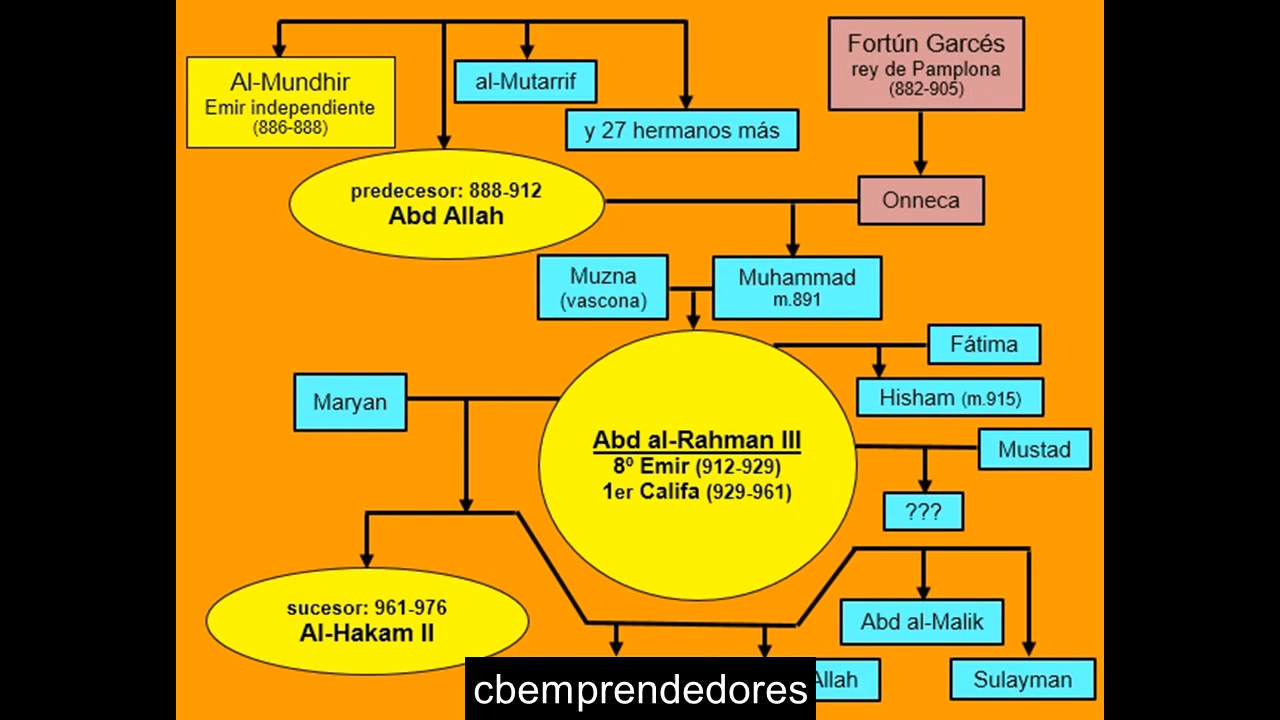 Al-Mundhir
Emir independiente
(886-888)
al-Mutarrif
y 27 hermanos más
Fortún Garcés
rey de Pamplona
(882-905)
predecesor: 888-912
Abd Allah
Onneca
Muzna
(vascona)
Muhammad
m.891
Fátima
Hisham (m.915)
Maryan
Abd al-Rahman III
8º Emir (912-929)
1er Califa (929-961)
Mustad
???
sucesor: 961-976
Al-Hakam II
Abd al-Malik
Allah
Sulayman
cbemprendedores